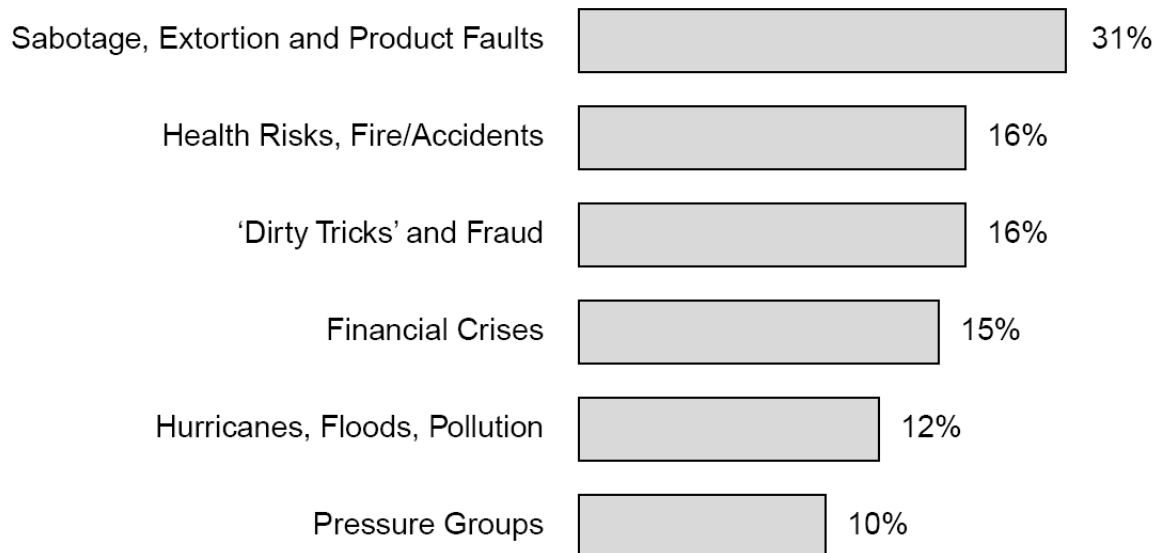 Sabotage, Extortion and Product Faults 31%
Health Risks, Fire/Accidents 16%
‘Dirty Tricks’ and Fraud 16%
Financial Crises 15%
Hurricanes, Floods, Pollution 12%
Pressure Groups 10%